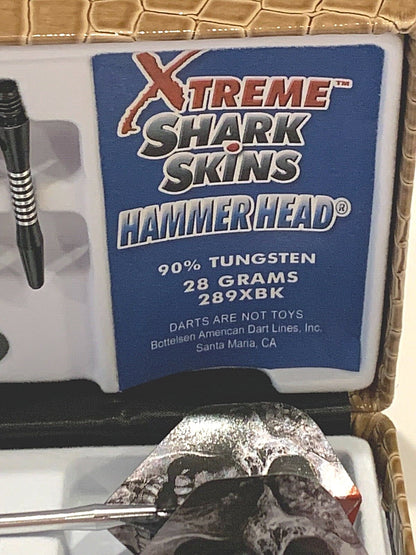 XTREME™
SHARK
SKINS
HAMMER HEAD®
90% TUNGSTEN
28 GRAMS
289XBK
DARTS ARE NOT TOYS
Bottelsen American Dart Lines, Inc.
Santa Maria, CA